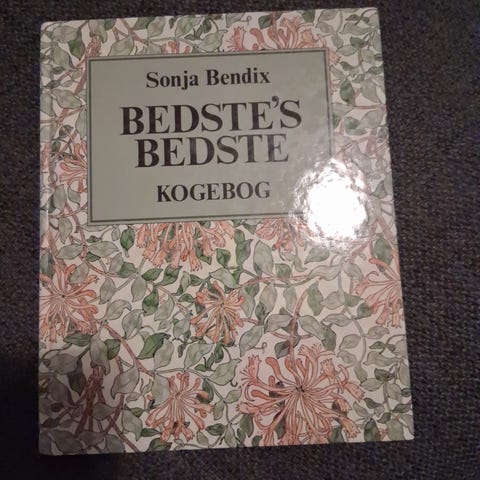 Sonja Bendix
BEDSTE'S
BEDSTE
KOGEBOG